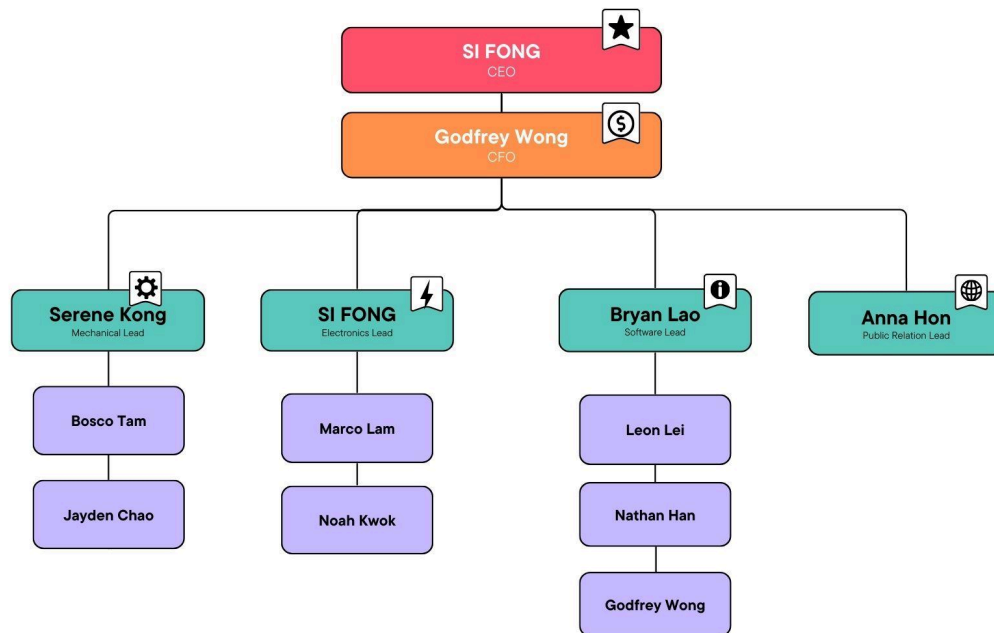 SI FONG
CEO
Godfrey Wong
CFO
Serene Kong
Mechanical Lead
SI FONG
Electronics Lead
Bryan Lao
Software Lead
Anna Hon
Public Relation Lead
Bosco Tam
Jayden Chao
Marco Lam
Noah Kwok
Leon Lei
Nathan Han
Godfrey Wong